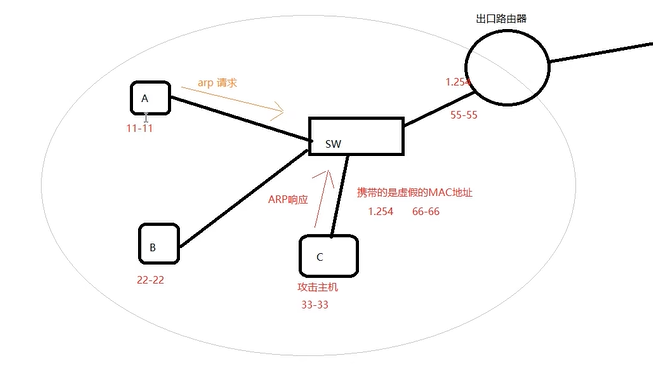 出口路由器
arp 请求
A
11-11
1.254
55-55
SW
ARP响应
携带的是虚假的MAC地址
1.254 66-66
B
22-22
C
攻击主机
33-33